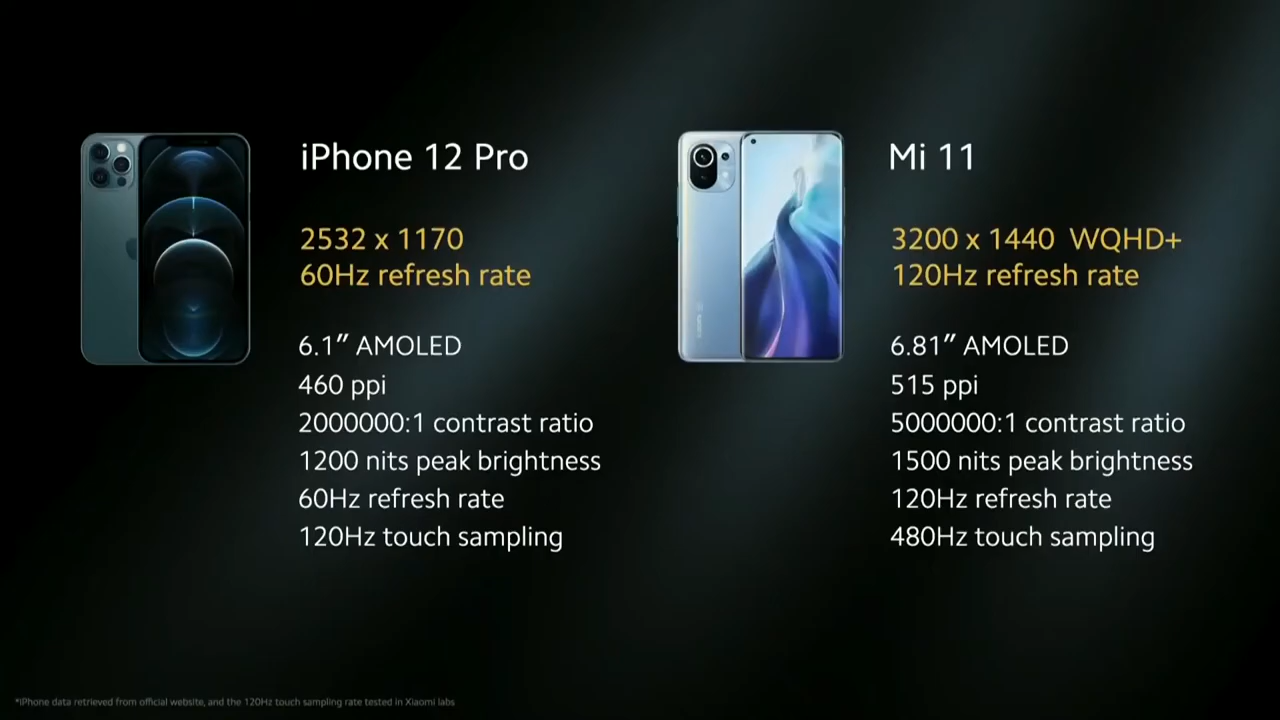 iPhone 12 Pro
2532 x 1170
60Hz refresh rate
6.1″ AMOLED
460 ppi
2000000:1 contrast ratio
1200 nits peak brightness
60Hz refresh rate
120Hz touch sampling
Mi 11
3200 x 1440 WQHD+
120Hz refresh rate
6.81″ AMOLED
515 ppi
5000000:1 contrast ratio
1500 nits peak brightness
120Hz refresh rate
480Hz touch sampling
*iPhone data retrieved from official website, and the 120Hz touch sampling rate tested in Xiaomi labs